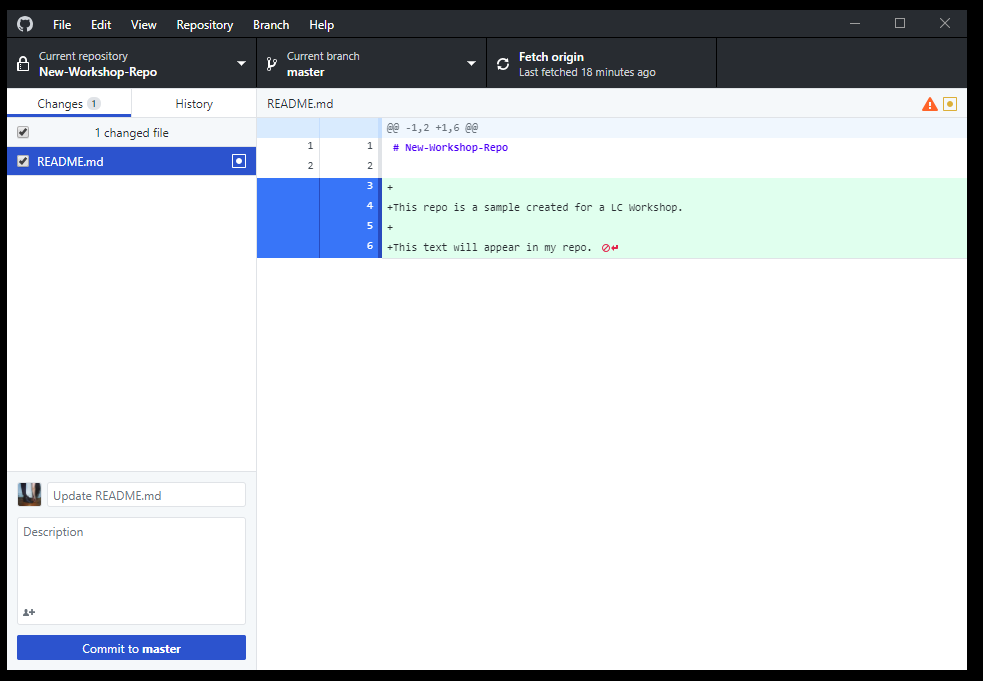 File Edit View Repository Branch Help
Current repository
New-Workshop-Repo
Current branch
master
Fetch origin
Last fetched 18 minutes ago
Changes 1
History
README.md
1 changed file
README.md
@@ -1,2 +1,6 @@
1 1 # New-Workshop-Repo
2 2
3 +
4 +This repo is a sample created for a LC Workshop.
5 +
6 +This text will appear in my repo.
Update README.md
Description
Commit to master